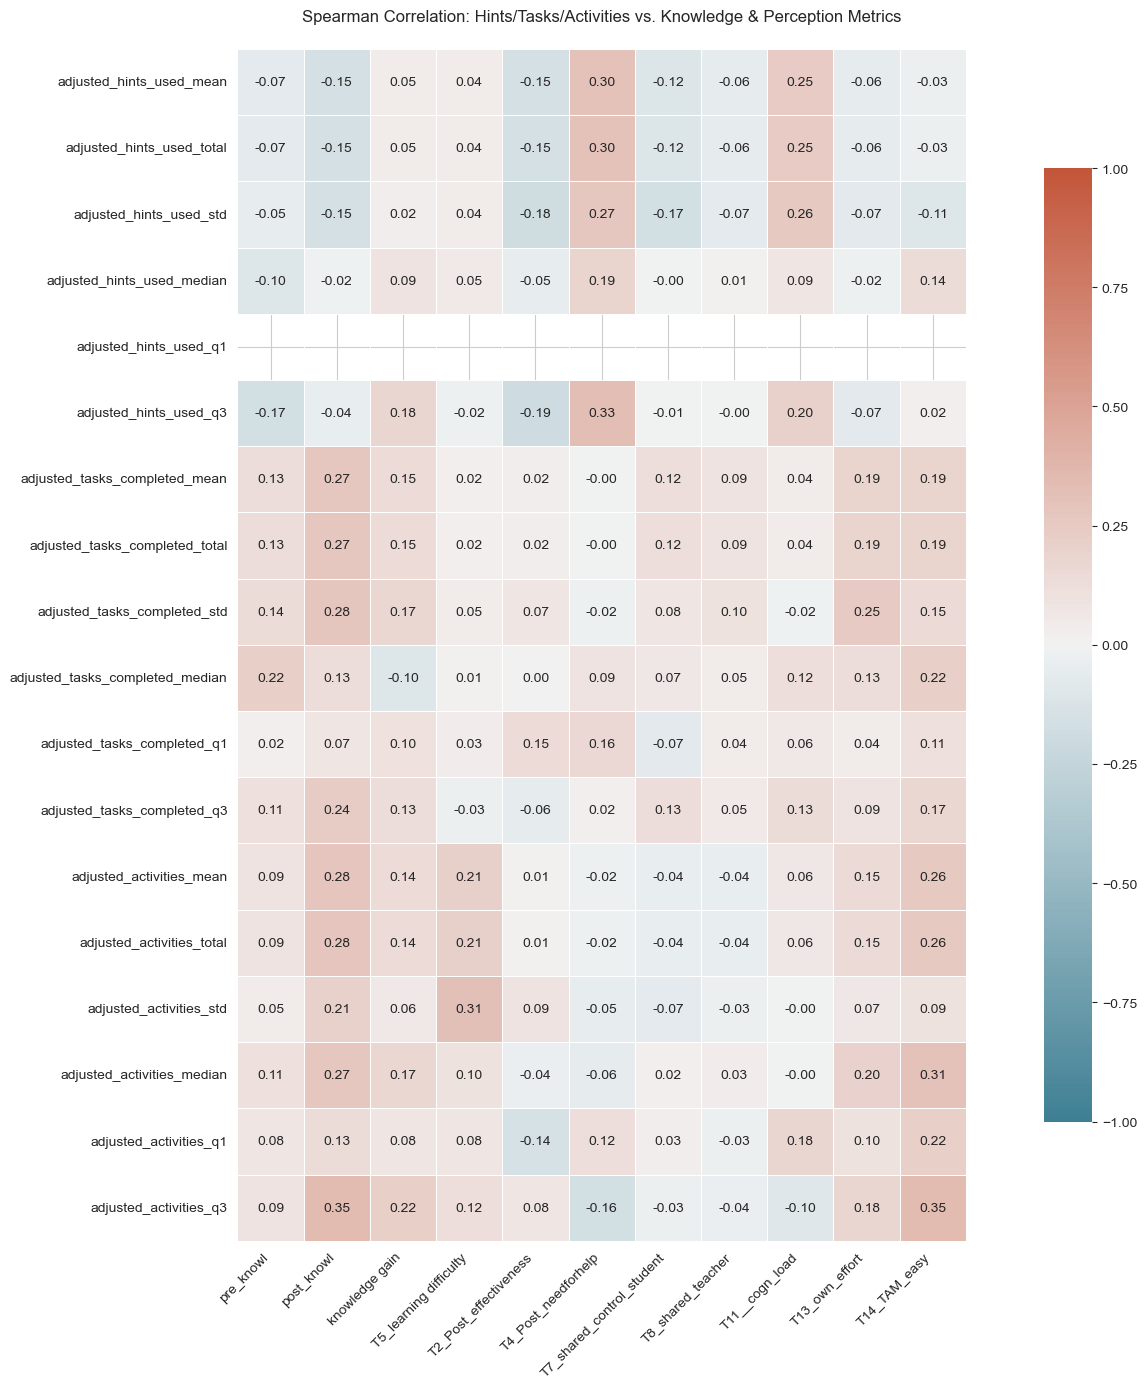 Spearman Correlation: Hints/Tasks/Activities vs. Knowledge & Perception Metrics
adjusted_hints_used_mean -0.07 -0.15 0.05 0.04 -0.15 0.30 -0.12 -0.06 0.25 -0.06 -0.03
adjusted_hints_used_total -0.07 -0.15 0.05 0.04 -0.15 0.30 -0.12 -0.06 0.25 -0.06 -0.03
adjusted_hints_used_std -0.05 -0.15 0.02 0.04 -0.18 0.27 -0.17 -0.07 0.26 -0.07 -0.11
adjusted_hints_used_median -0.10 -0.02 0.09 0.05 -0.05 0.19 -0.00 0.01 0.09 -0.02 0.14
adjusted_hints_used_q1
adjusted_hints_used_q3 -0.17 -0.04 0.18 -0.02 -0.19 0.33 -0.01 -0.00 0.20 -0.07 0.02
adjusted_tasks_completed_mean 0.13 0.27 0.15 0.02 0.02 -0.00 0.12 0.09 0.04 0.19 0.19
adjusted_tasks_completed_total 0.13 0.27 0.15 0.02 0.02 -0.00 0.12 0.09 0.04 0.19 0.19
adjusted_tasks_completed_std 0.14 0.28 0.17 0.05 0.07 -0.02 0.08 0.10 -0.02 0.25 0.15
adjusted_tasks_completed_median 0.22 0.13 -0.10 0.01 0.00 0.09 0.07 0.05 0.12 0.13 0.22
adjusted_tasks_completed_q1 0.02 0.07 0.10 0.03 0.15 0.16 -0.07 0.04 0.06 0.04 0.11
adjusted_tasks_completed_q3 0.11 0.24 0.13 -0.03 -0.06 0.02 0.13 0.05 0.13 0.09 0.17
adjusted_activities_mean 0.09 0.28 0.14 0.21 0.01 -0.02 -0.04 -0.04 0.06 0.15 0.26
adjusted_activities_total 0.09 0.28 0.14 0.21 0.01 -0.02 -0.04 -0.04 0.06 0.15 0.26
adjusted_activities_std 0.05 0.21 0.06 0.31 0.09 -0.05 -0.07 -0.03 -0.00 0.07 0.09
adjusted_activities_median 0.11 0.27 0.17 0.10 -0.04 -0.06 0.02 0.03 -0.00 0.20 0.31
adjusted_activities_q1 0.08 0.13 0.08 0.08 -0.14 0.12 0.03 -0.03 0.18 0.10 0.22
adjusted_activities_q3 0.09 0.35 0.22 0.12 0.08 -0.16 -0.03 -0.04 -0.10 0.18 0.35
pre_knowl
post_knowl
knowledge gain
T5_learning difficulty
T2_Post_effectiveness
T4_Post_needforhelp
T7_shared_control_student
T8_shared_teacher
T11__cogn_load
T13_own_effort
T14_TAM_easy
1.00
0.75
0.50
0.25
0.00
−0.25
−0.50
−0.75
−1.00